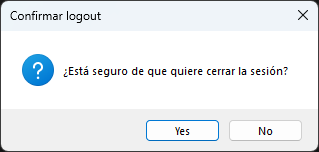 Confirmar logout
¿Está seguro de que quiere cerrar la sesión?
Yes
No